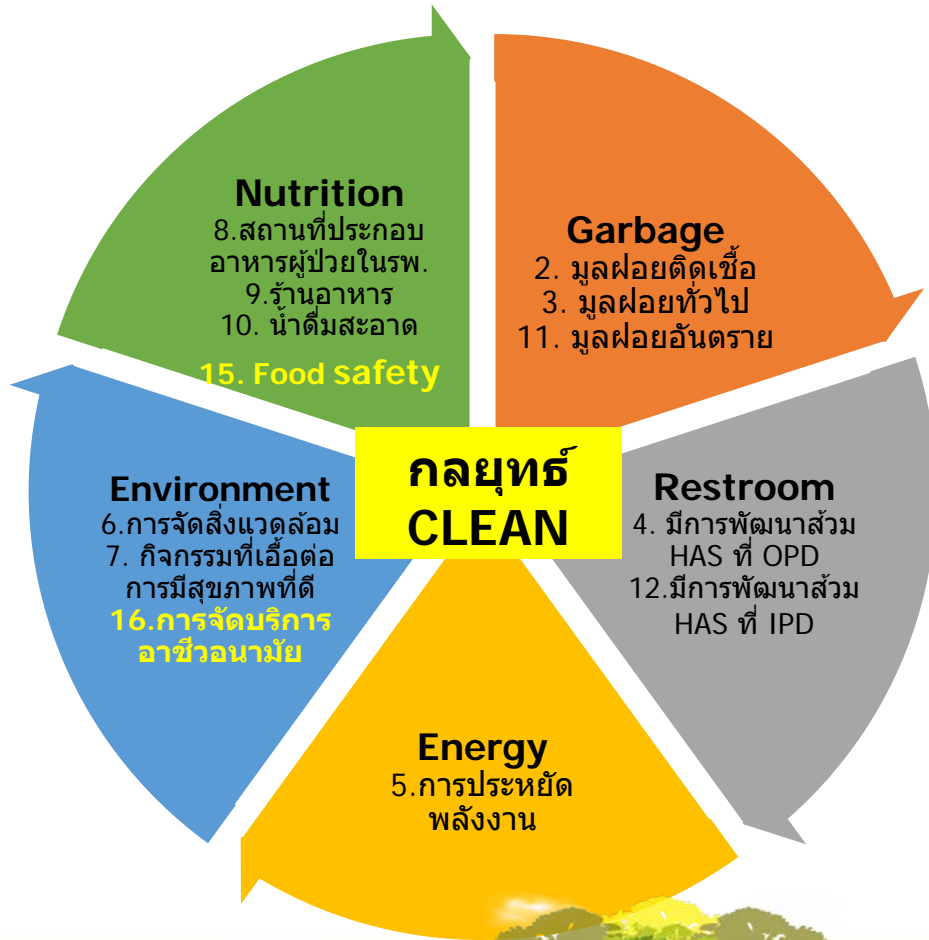 Nutrition
8.สถานที่ประกอบ
อาหารผู้ป่วยในรพ.
9.ร้านอาหาร
10. น้ำดื่มสะอาด
15. Food safety
Garbage
2. มูลฝอยติดเชื้อ
3. มูลฝอยทั่วไป
11. มูลฝอยอันตราย
กลยุทธ์
CLEAN
Environment
6.การจัดสิ่งแวดล้อม
7. กิจกรรมที่เอื้อต่อ
การมีสุขภาพที่ดี
16.การจัดบริการ
อาชีวอนามัย
Restroom
4. มีการพัฒนาส้วม
HAS ที่ OPD
12.มีการพัฒนาส้วม
HAS ที่ IPD
Energy
5.การประหยัด
พลังงาน